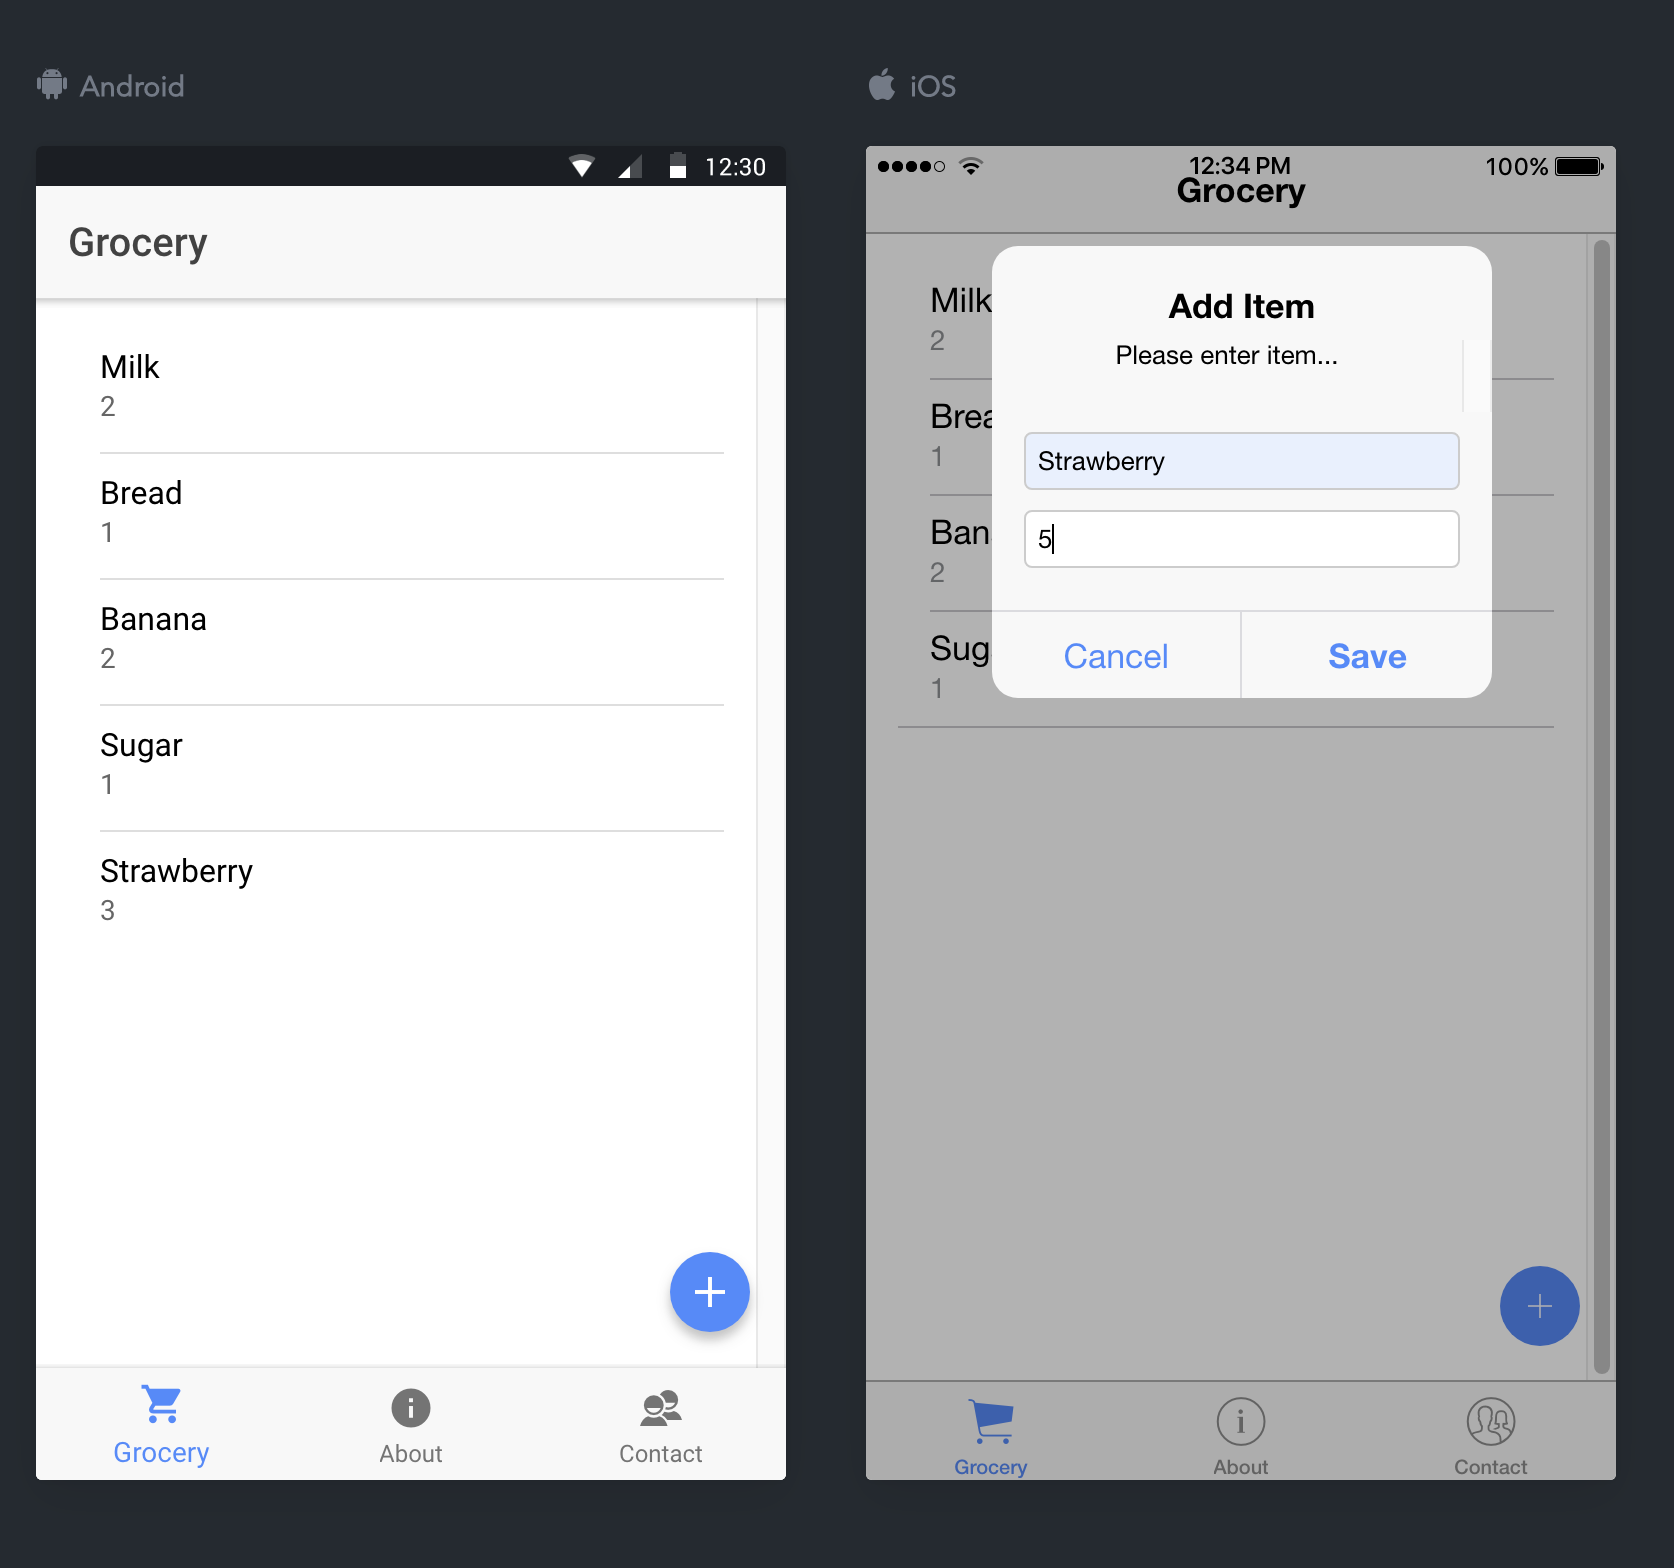 Android
12:30
Grocery
Milk
2
Bread
1
Banana
2
Sugar
1
Strawberry
3
Grocery
About
Contact
iOS
12:34 PM
100%
Grocery
Milk
2
Brea
1
Ban
2
Sug
1
Add Item
Please enter item...
Strawberry
5
Cancel
Save
Grocery
About
Contact